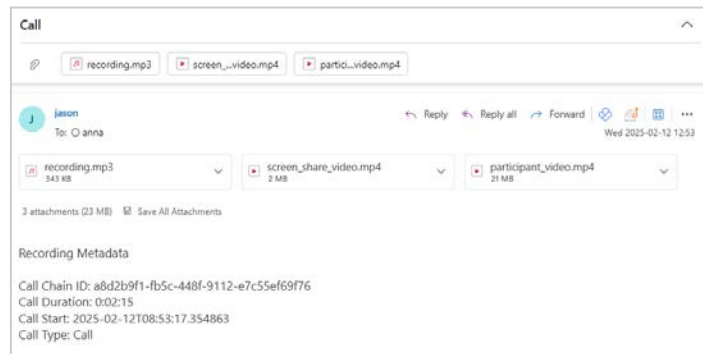 Call
recording.mp3 screen_...video.mp4 partici...video.mp4
J jason Reply Reply all Forward ...
To: anna Wed 2025-02-12 12:53
recording.mp3 screen_share_video.mp4 participant_video.mp4
343 KB 2 MB 21 MB
3 attachments (23 MB) Save All Attachments
Recording Metadata
Call Chain ID: a8d2b9f1-fb5c-448f-9112-e7c55ef69f76
Call Duration: 0:02:15
Call Start: 2025-02-12T08:53:17.354863
Call Type: Call